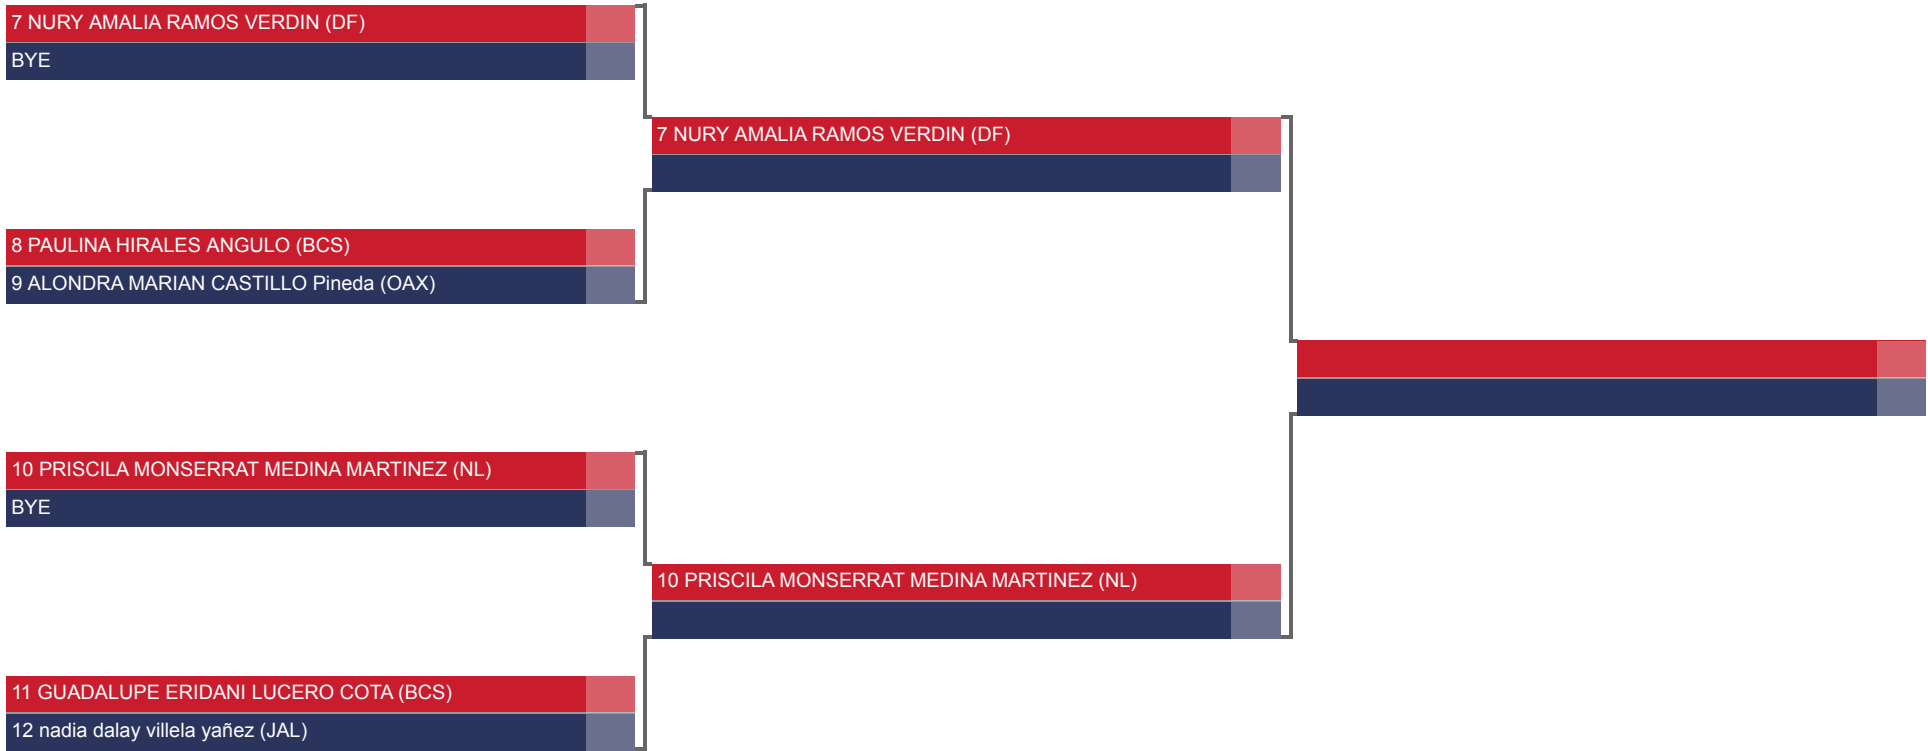 7 NURY AMALIA RAMOS VERDIN (DF)
BYE
7 NURY AMALIA RAMOS VERDIN (DF)
8 PAULINA HIRALES ANGULO (BCS)
9 ALONDRA MARIAN CASTILLO Pineda (OAX)
10 PRISCILA MONSERRAT MEDINA MARTINEZ (NL)
BYE
10 PRISCILA MONSERRAT MEDINA MARTINEZ (NL)
11 GUADALUPE ERIDANI LUCERO COTA (BCS)
12 nadia dalay villela yañez (JAL)